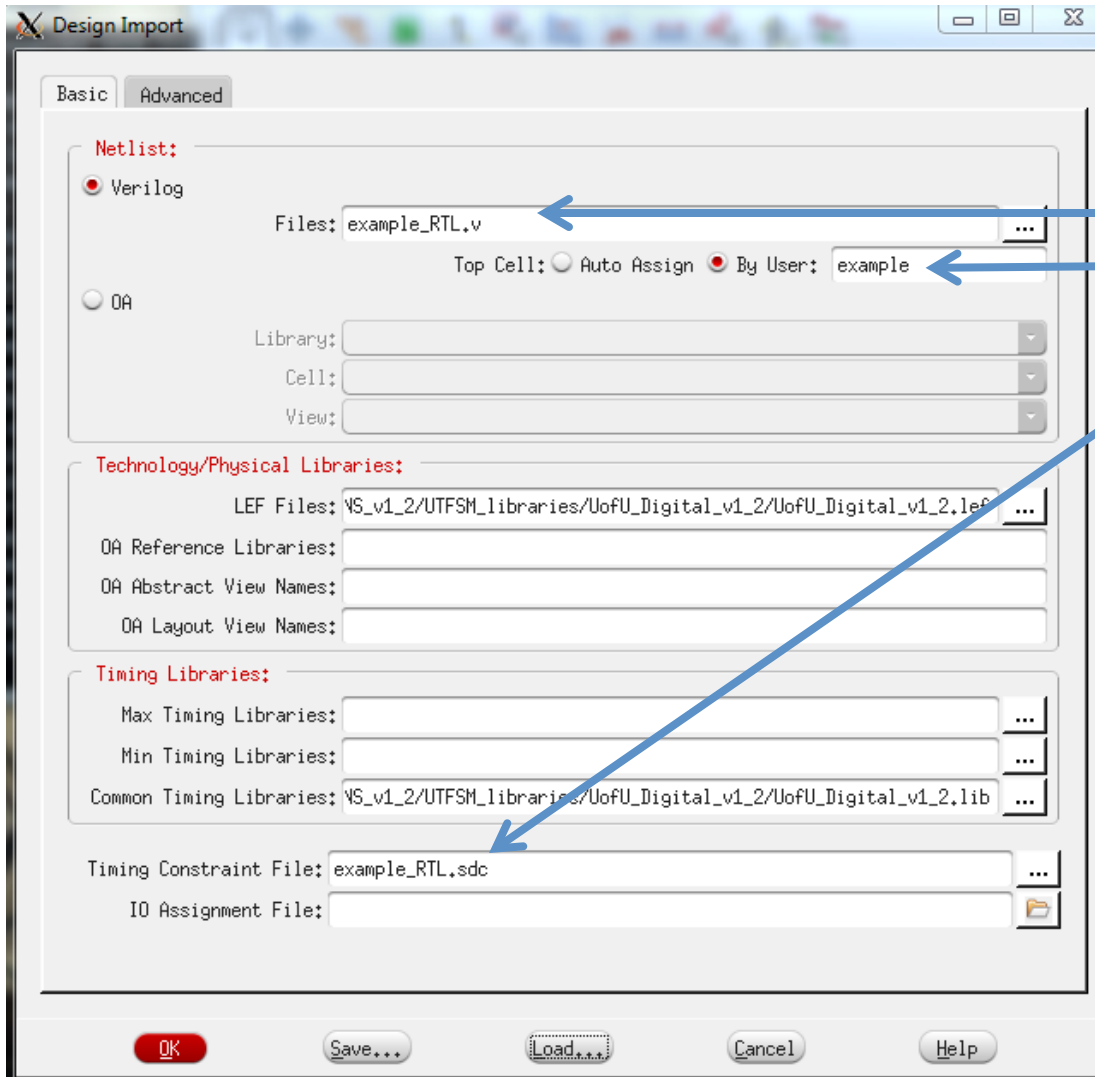 Design Import
Basic Advanced
Netlist:
Verilog
Files: example_RTL.v ...
Top Cell: Auto Assign By User: example
OA
Library:
Cell:
View:
Technology/Physical Libraries:
LEF Files: NS_v1_2/UTFSM_libraries/UofU_Digital_v1_2/UofU_Digital_v1_2.lef ...
OA Reference Libraries:
OA Abstract View Names:
OA Layout View Names:
Timing Libraries:
Max Timing Libraries: ...
Min Timing Libraries: ...
Common Timing Libraries: NS_v1_2/UTFSM_libraries/UofU_Digital_v1_2/UofU_Digital_v1_2.lib ...
Timing Constraint File: example_RTL.sdc ...
IO Assignment File:
OK Save... Load... Cancel Help